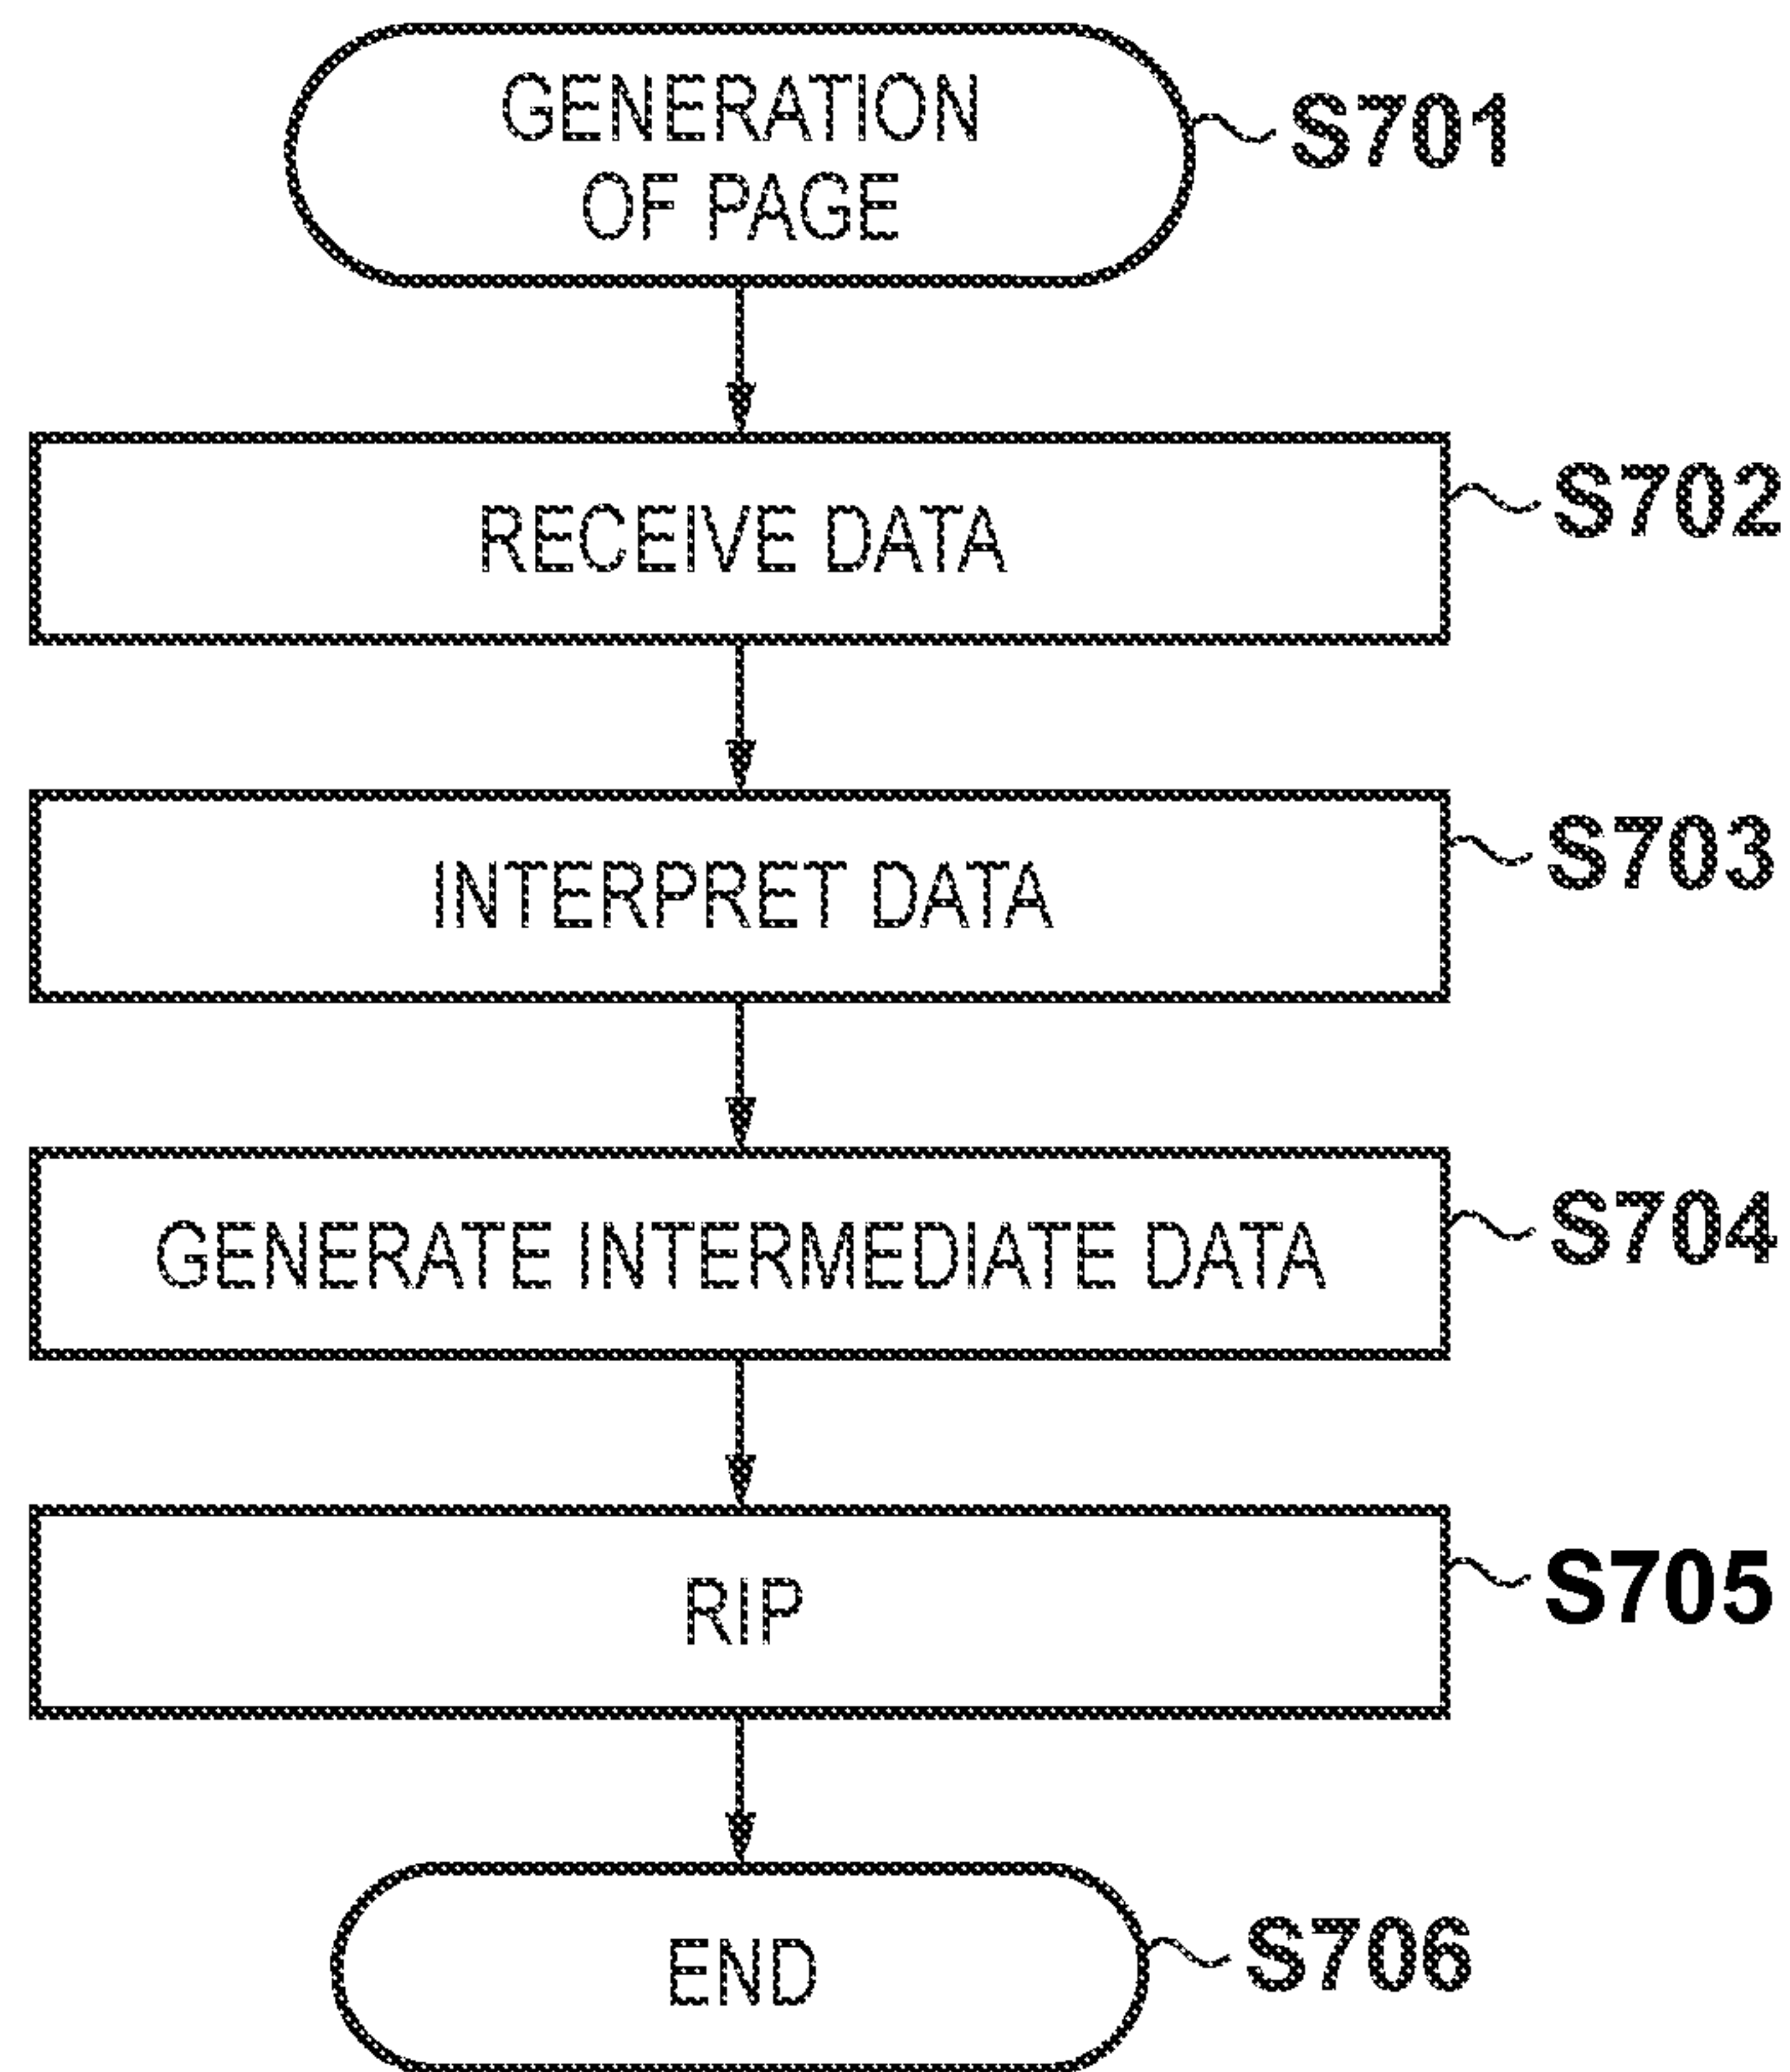 GENERATION
OF PAGE
S701
RECEIVE DATA
S702
INTERPRET DATA
S703
GENERATE INTERMEDIATE DATA
S704
RIP
S705
END
S706